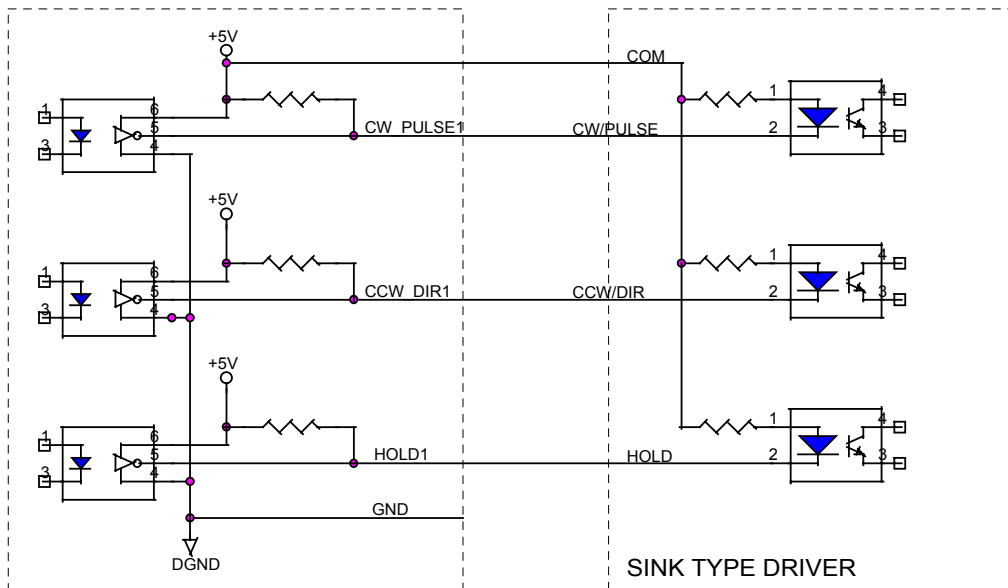 +5V
COM
1 6 1 4
5 CW_PULSE1 CW/PULSE 2 3
3 4
+5V
1 6 1 4
5 CCW_DIR1 CCW/DIR 2 3
3 4
+5V
1 6 1 4
5 HOLD1 HOLD 2 3
3 4
GND
DGND
SINK TYPE DRIVER